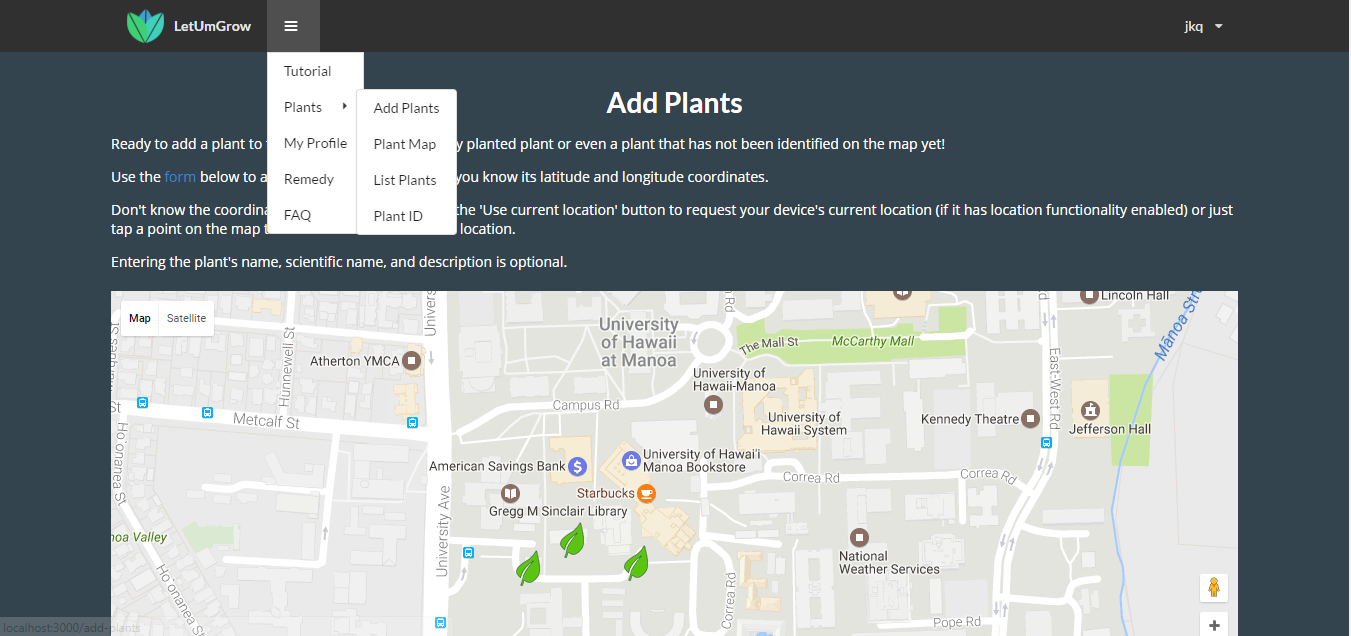 LetUmGrow
jkq
Tutorial
Plants
My Profile
Remedy
FAQ
Add Plants
Plant Map
List Plants
Plant ID
Add Plants
Ready to add a plant to planted plant or even a plant that has not been identified on the map yet!
Use the form below to you know its latitude and longitude coordinates.
Don't know the the 'Use current location' button to request your device's current location (if it has location functionality enabled) or just
tap a point on the map location.
Entering the plant's name, scientific name, and description is optional.
Map
Satellite
University
of Hawaii
at Manoa
The Mall St
McCarthy Mall
Lincoln Hall
Atherton YMCA
Hunnewell St
University of
Hawaii-Manoa
Campus Rd
Metcalf St
University of
Hawaii System
Kennedy Theatre
East-West Rd
Jefferson Hall
American Savings Bank
University of Hawai'i
Manoa Bookstore
Starbucks
Gregg M Sinclair Library
Correa Rd
Correa Rd
University Ave
Ho'onanea St
Valley
Ho'onanea St
National
Weather Services
Correa Rd
Pope Rd
localhost:3000/add-plants